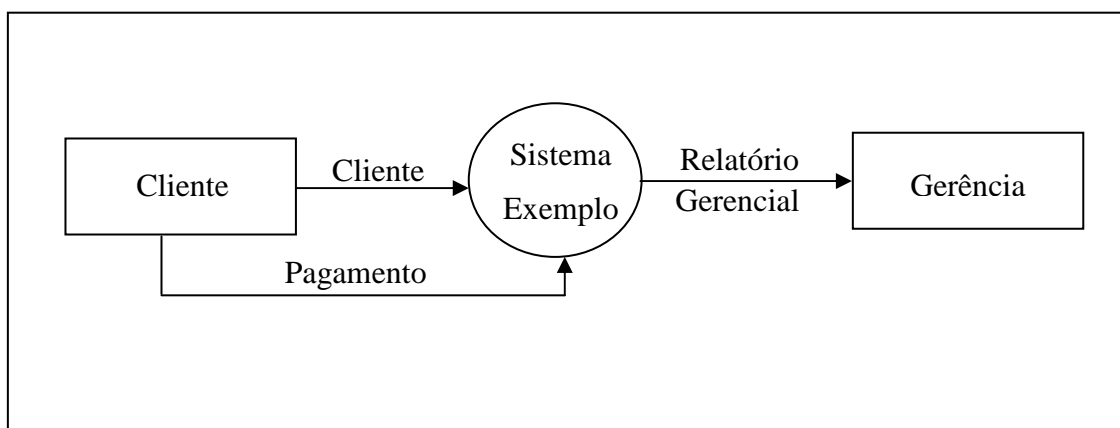 Cliente
Cliente
Sistema
Exemplo
Relatório
Gerencial
Gerência
Pagamento